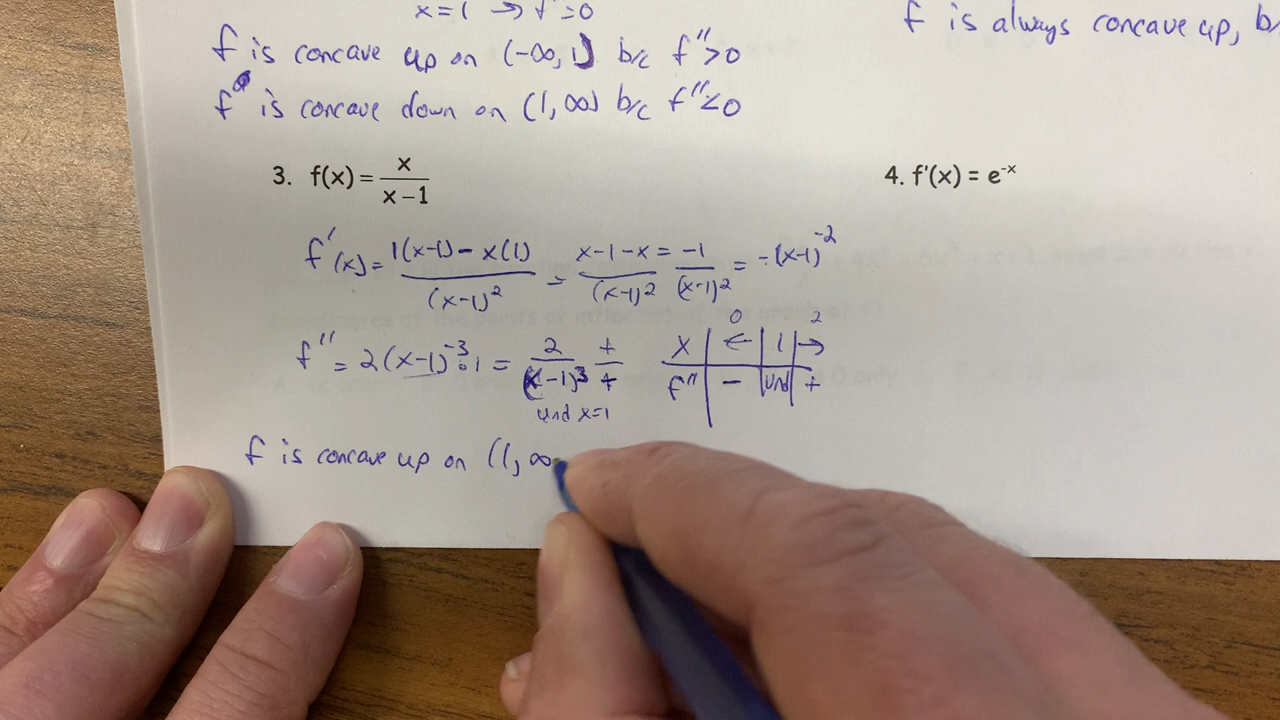 x=1 → f''=0
f is concave up on (-∞, 1) b/c f''>0
f is concave down on (1, ∞) b/c f''<0
f is always concave up, b/
3. f(x) = x/(x-1)
f'(x) = (1(x-1) - x(1))/(x-1)^2 = (x-1-x)/(x-1)^2 = -1/(x-1)^2 = -(x-1)^-2
f'' = 2(x-1)^-3 · 1 = 2/(x-1)^3 +/+
und x=1
0 2
x | ← | 1 | →
f'' | - | und | +
f is concave up on (1, ∞
4. f'(x) = e^-x